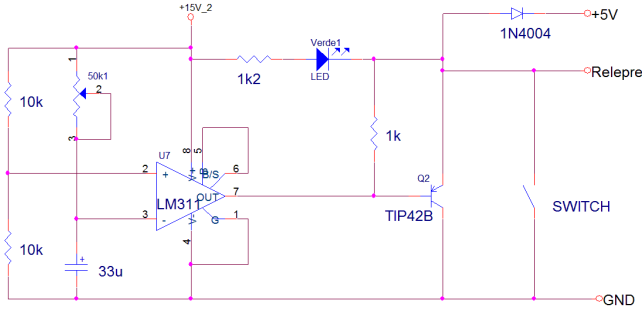 +15V_2
+5V
1N4004
Verde1
LED
1k2
Relepre
1
50k1
2
3
10k
1k
U7
8
5
V+
B
B/S
6
2
+
LM311
OUT
7
3
-
G
1
V-
4
Q2
TIP42B
SWITCH
10k
+
33u
GND